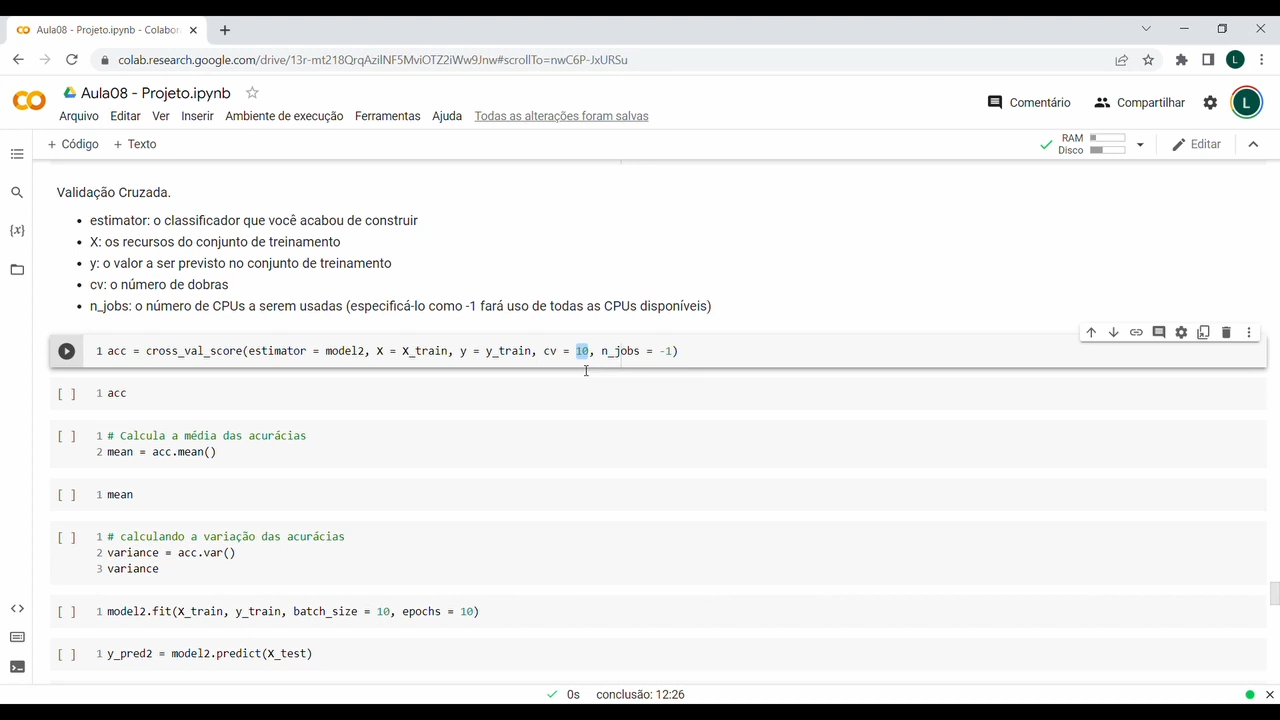 Aula08 - Projeto.ipynb - Colabor
colab.research.google.com/drive/13r-mt218QrqAzilNF5MviOTZ2iWw9Jnw#scrollTo=nwC6P-JxURSu
L
Aula08 - Projeto.ipynb
Comentário
Compartilhar
L
Arquivo Editar Ver Inserir Ambiente de execução Ferramentas Ajuda Todas as alterações foram salvas
+ Código + Texto
RAM
Disco
Editar
Validação Cruzada.
• estimator: o classificador que você acabou de construir
• X: os recursos do conjunto de treinamento
• y: o valor a ser previsto no conjunto de treinamento
• cv: o número de dobras
• n_jobs: o número de CPUs a serem usadas (especificá-lo como -1 fará uso de todas as CPUs disponíveis)
1 acc = cross_val_score(estimator = model2, X = X_train, y = y_train, cv = 10, n_jobs = -1)
[ ] 1 acc
[ ] 1 # Calcula a média das acurácias
2 mean = acc.mean()
[ ] 1 mean
[ ] 1 # calculando a variação das acurácias
2 variance = acc.var()
3 variance
[ ] 1 model2.fit(X_train, y_train, batch_size = 10, epochs = 10)
[ ] 1 y_pred2 = model2.predict(X_test)
0s conclusão: 12:26